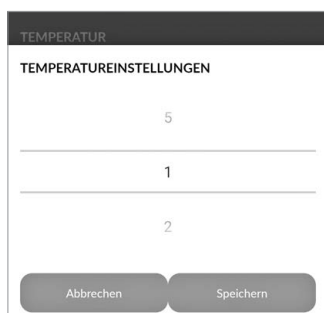 TEMPERATUR
TEMPERATUREINSTELLUNGEN
5
1
2
Abbrechen Speichern